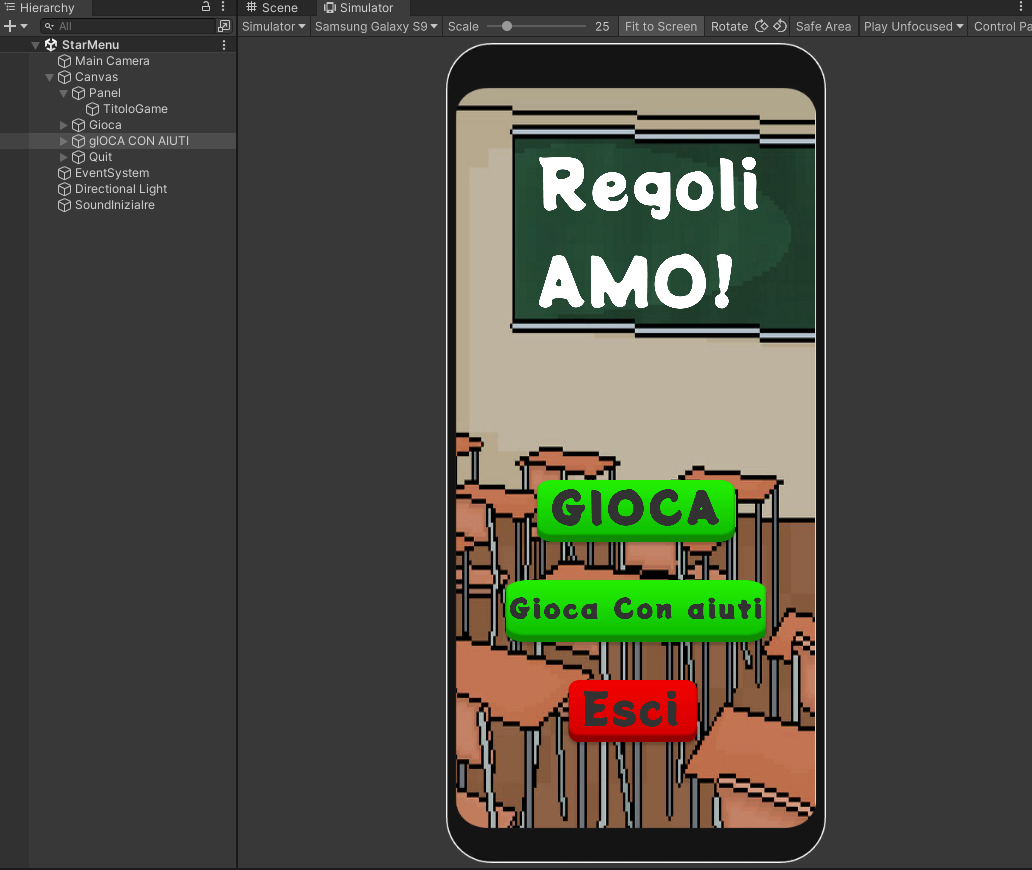 Hierarchy
All
StarMenu
Main Camera
Canvas
Panel
TitoloGame
Gioca
gIOCA CON AIUTI
Quit
EventSystem
Directional Light
SoundInizialre
Scene
Simulator
Simulator
Samsung Galaxy S9
Scale
25
Fit to Screen
Rotate
Safe Area
Play Unfocused
Control Pa
Regoli
AMO!
GIOCA
Gioca Con aiuti
Esci